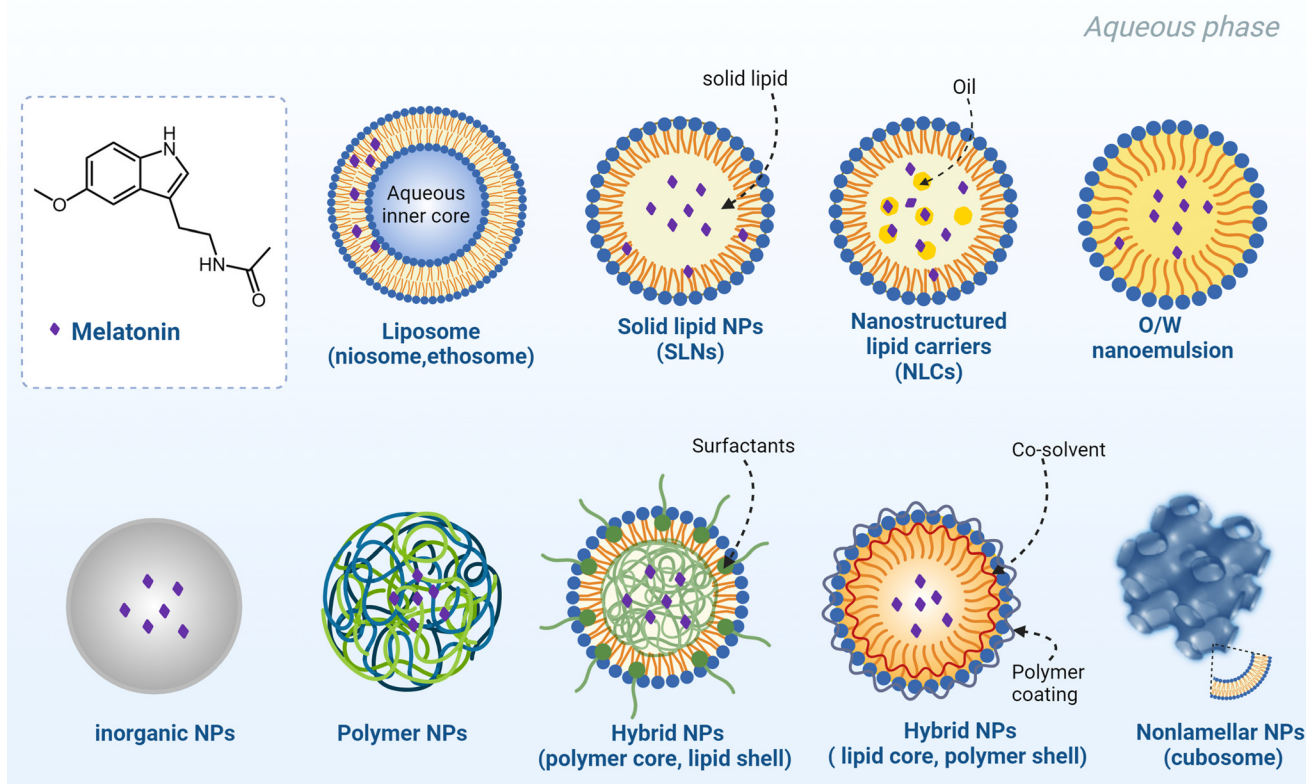 Aqueous phase
solid lipid
Oil
H
N
O
HN
O
Melatonin
Aqueous
inner core
Liposome
(niosome,ethosome)
Solid lipid NPs
(SLNs)
Nanostructured
lipid carriers
(NLCs)
O/W
nanoemulsion
Surfactants
Co-solvent
Polymer
coating
inorganic NPs
Polymer NPs
Hybrid NPs
(polymer core, lipid shell)
Hybrid NPs
( lipid core, polymer shell)
Nonlamellar NPs
(cubosome)